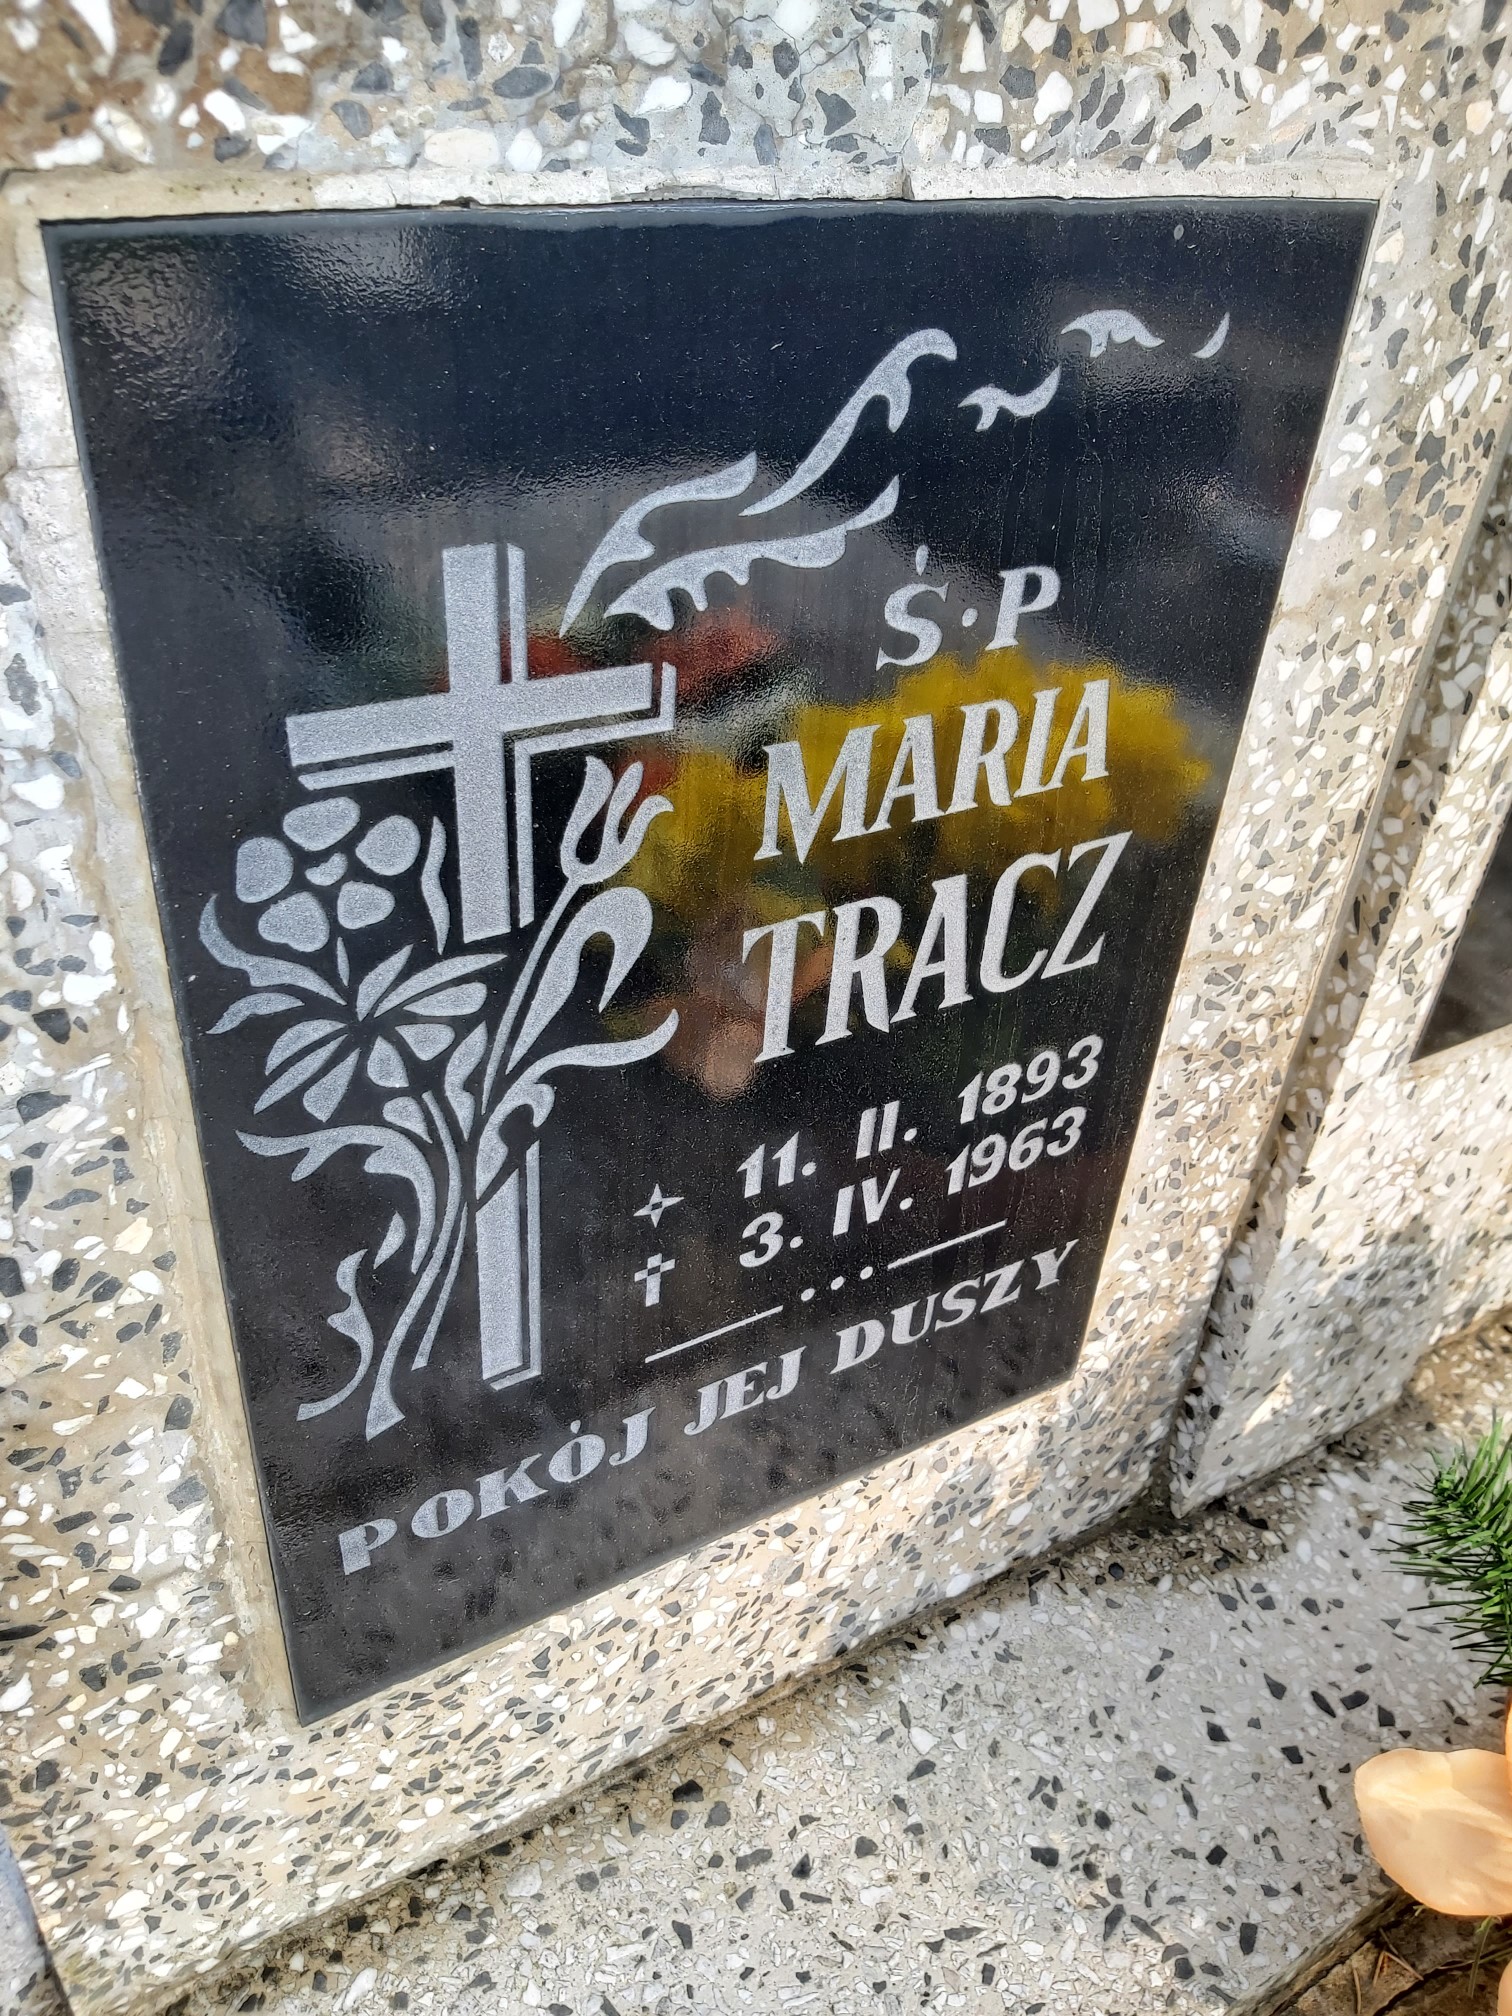 Ś·P
MARIA
TRACZ
11. II. 1893
3. IV. 1963
POKÓJ JEJ DUSZY